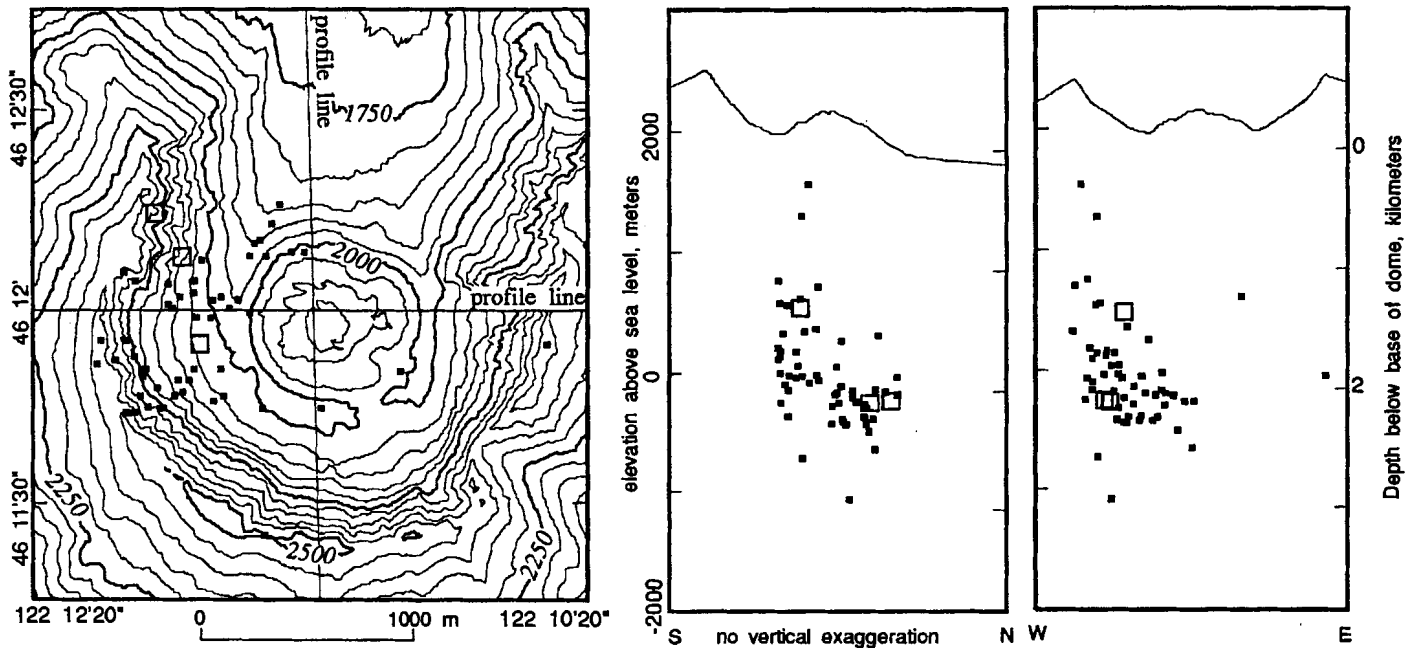 46 12'30"
46 12'
46 11'30"
122 12'20"
122 10'20"
0
1000 m
profile line
profile line
1750
2000
2250
2500
2250
elevation above sea level, meters
2000
0
-2000
S
no vertical exaggeration
N
W
E
0
2
Depth below base of dome, kilometers